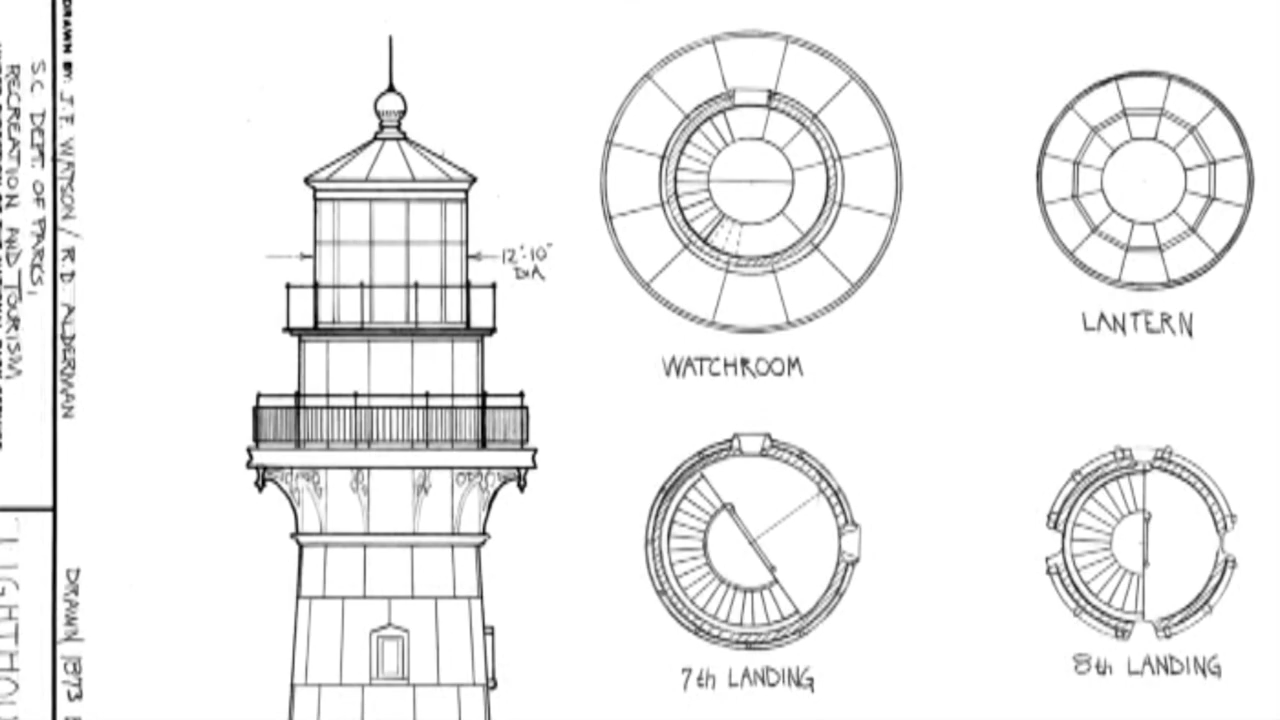 DRAWN BY: J.F. WATSON / R.D. ALDERMAN
S.C. DEPT. OF PARKS,
RECREATION AND TOURISM
DRAWN 1873
12'-10"
DIA
WATCHROOM
LANTERN
7th LANDING
8th LANDING